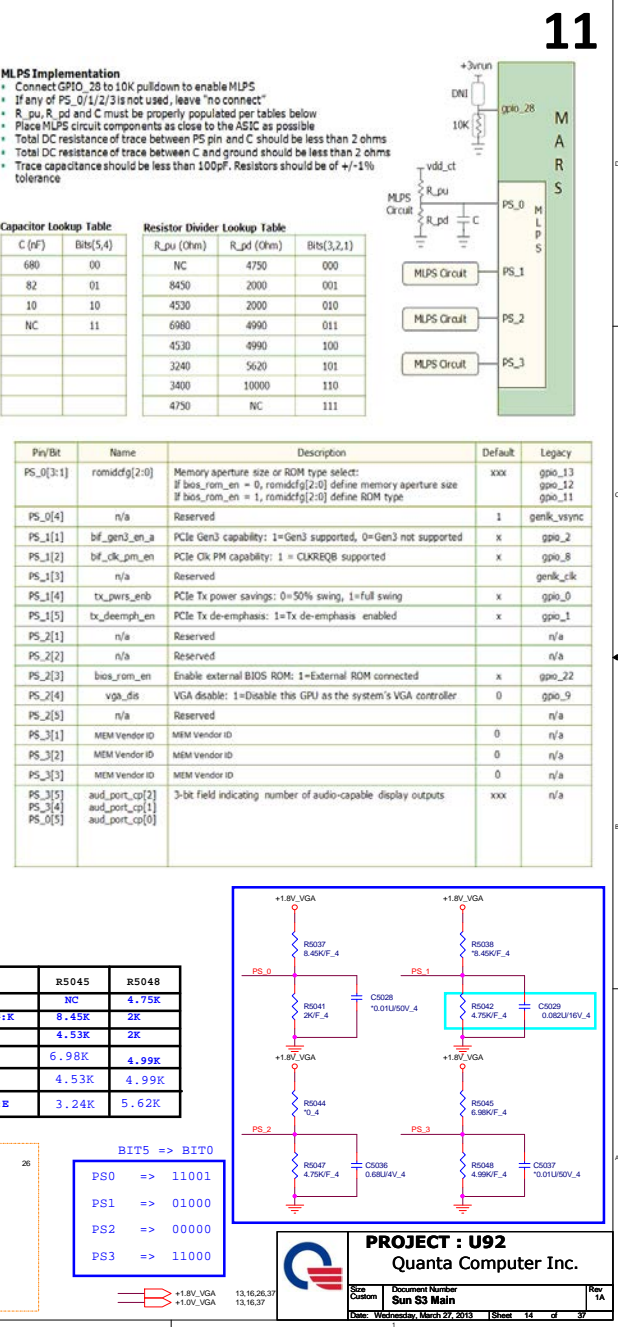 11
MLPS Implementation
• Connect GPIO_28 to 10K pulldown to enable MLPS
• If any of PS_0/1/2/3 is not used, leave "no connect"
• R_pu, R_pd and C must be properly populated per tables below
• Place MLPS circuit components as close to the ASIC as possible
• Total DC resistance of trace between PS pin and C should be less than 2 ohms
• Total DC resistance of trace between C and ground should be less than 2 ohms
• Trace capacitance should be less than 100pF. Resistors should be of +/-1%
tolerance
+3vrun
DNI
gpio_28
10K
MARS
vdd_ct
MLPS
Circuit
R_pu
R_pd
C
PS_0
MLPS
MLPS Circuit
PS_1
MLPS Circuit
PS_2
MLPS Circuit
PS_3
Capacitor Lookup Table
C (nF) Bits(5,4)
680 00
82 01
10 10
NC 11
Resistor Divider Lookup Table
R_pu (Ohm) R_pd (Ohm) Bits(3,2,1)
NC 4750 000
8450 2000 001
4530 2000 010
6980 4990 011
4530 4990 100
3240 5620 101
3400 10000 110
4750 NC 111
Pin/Bit Name Description Default Legacy
PS_0[3:1] romidcfg[2:0] Memory aperture size or ROM type select: xxx gpio_13
If bios_rom_en = 0, romidcfg[2:0] define memory aperture size gpio_12
If bios_rom_en = 1, romidcfg[2:0] define ROM type gpio_11
PS_0[4] n/a Reserved 1 genlk_vsync
PS_1[1] bif_gen3_en_a PCIe Gen3 capability: 1=Gen3 supported, 0=Gen3 not supported x gpio_2
PS_1[2] bif_clk_pm_en PCIe Clk PM capability: 1 = CLKREQB supported x gpio_8
PS_1[3] n/a Reserved genlk_clk
PS_1[4] tx_pwrs_enb PCIe Tx power savings: 0=50% swing, 1=full swing x gpio_0
PS_1[5] tx_deemph_en PCIe Tx de-emphasis: 1=Tx de-emphasis enabled x gpio_1
PS_2[1] n/a Reserved n/a
PS_2[2] n/a Reserved n/a
PS_2[3] bios_rom_en Enable external BIOS ROM: 1=External ROM connected x gpio_22
PS_2[4] vga_dis VGA disable: 1=Disable this GPU as the system's VGA controller 0 gpio_9
PS_2[5] n/a Reserved n/a
PS_3[1] MEM Vendor ID MEM Vendor ID 0 n/a
PS_3[2] MEM Vendor ID MEM Vendor ID 0 n/a
PS_3[3] MEM Vendor ID MEM Vendor ID 0 n/a
PS_3[5] aud_port_cp[2] 3-bit field indicating number of audio-capable display outputs xxx n/a
PS_3[4] aud_port_cp[1]
PS_0[5] aud_port_cp[0]
+1.8V_VGA
R5037
8.45K/F_4
PS_0
R5041
2K/F_4
C5028
*0.01U/50V_4
+1.8V_VGA
R5038
*8.45K/F_4
PS_1
R5042
4.75K/F_4
C5029
0.082U/16V_4
+1.8V_VGA
R5044
*0_4
PS_2
R5047
4.75K/F_4
C5036
0.68U/4V_4
+1.8V_VGA
R5045
6.98K/F_4
PS_3
R5048
4.99K/F_4
C5037
*0.01U/50V_4
R5045 R5048
NC 4.75K
:K 8.45K 2K
4.53K 2K
6.98K 4.99K
4.53K 4.99K
E 3.24K 5.62K
26
BIT5 => BIT0
PS0 => 11001
PS1 => 01000
PS2 => 00000
PS3 => 11000
+1.8V_VGA 13,16,26,37
+1.0V_VGA 13,16,37
PROJECT : U92
Quanta Computer Inc.
Size
Custom
Document Number
Sun S3 Main
Rev
1A
Date: Wednesday, March 27, 2013 Sheet 14 of 37
1
D
C
B
A